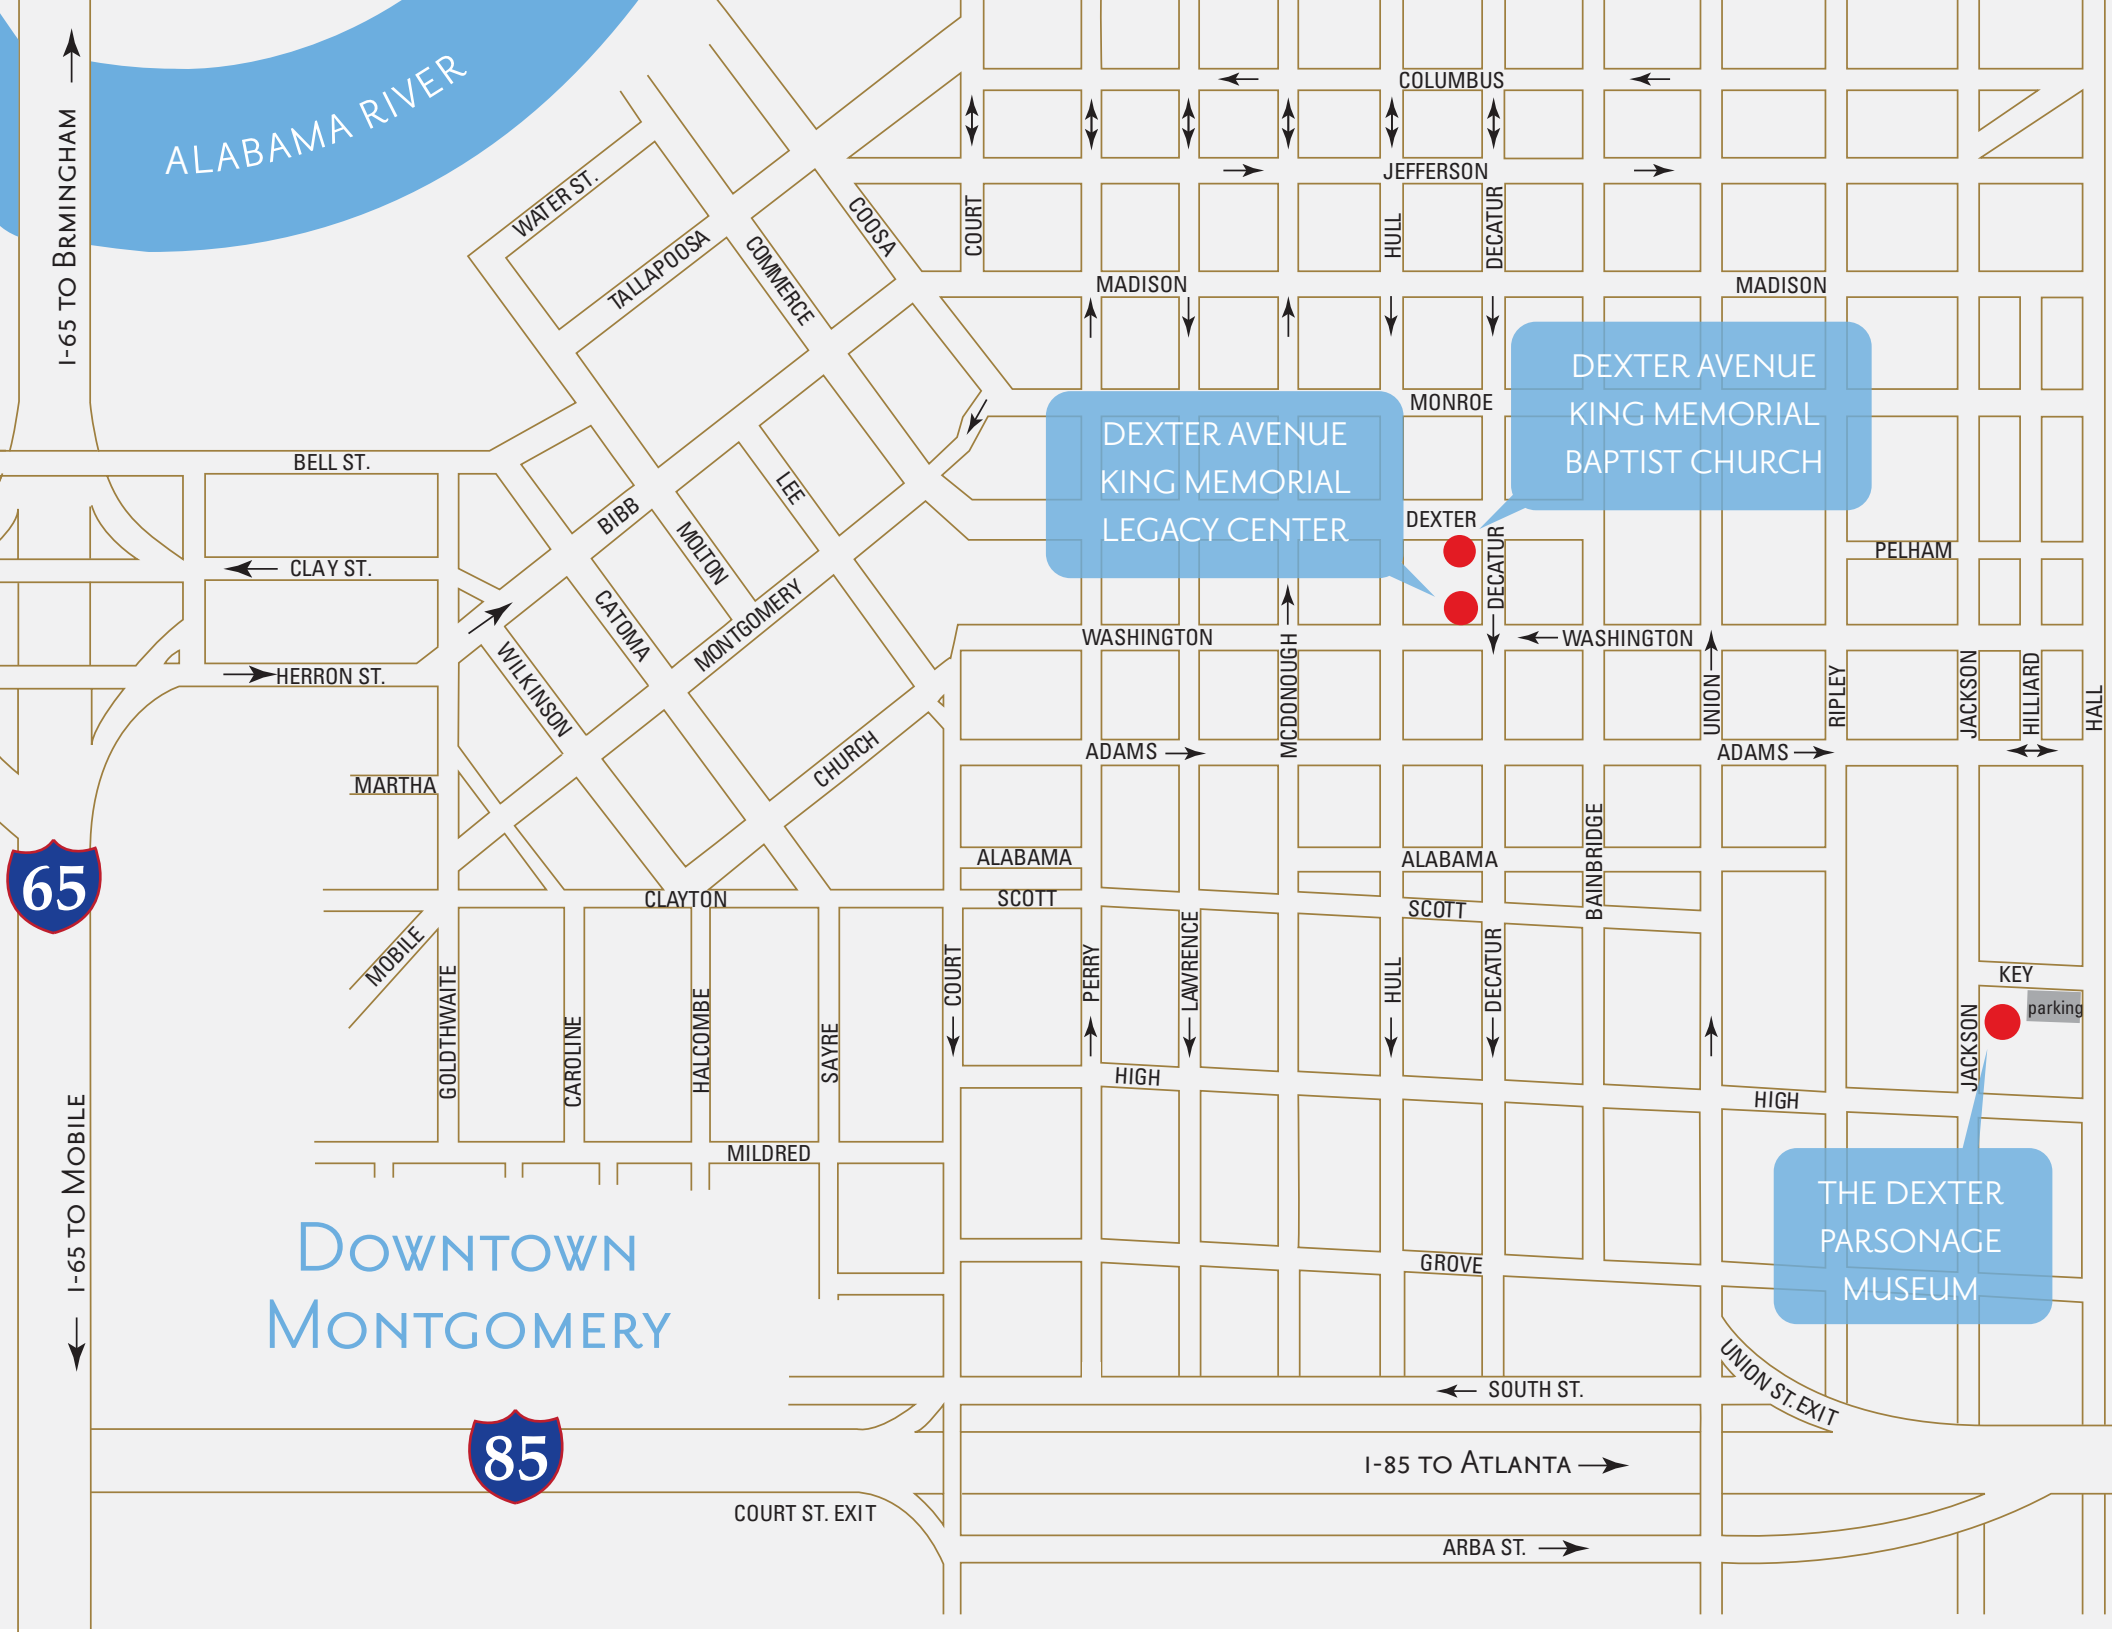 COLUMBUS
ALABAMA RIVER
I-65 TO BRMINGHAM
JEFFERSON
WATER ST.
COOSA
COURT
HULL
DECATUR
TALLAPOOSA
COMMERCE
MADISON
MADISON
DEXTER AVENUE
KING MEMORIAL
BAPTIST CHURCH
MONROE
DEXTER AVENUE
KING MEMORIAL
LEGACY CENTER
BELL ST.
LEE
BIBB
MOLTON
DEXTER
DECATUR
PELHAM
CLAY ST.
CATOMA
MONTGOMERY
WASHINGTON
WASHINGTON
MCDONOUGH
WILKINSON
HERRON ST.
UNION
RIPLEY
JACKSON
HILLIARD
HALL
ADAMS
ADAMS
CHURCH
MARTHA
ALABAMA
ALABAMA
BAINBRIDGE
65
CLAYTON
SCOTT
SCOTT
MOBILE
GOLDTHWAITE
CAROLINE
HALCOMBE
SAYRE
COURT
PERRY
LAWRENCE
HULL
DECATUR
KEY
parking
JACKSON
HIGH
HIGH
MILDRED
I-65 TO MOBILE
THE DEXTER
PARSONAGE
MUSEUM
DOWNTOWN
MONTGOMERY
GROVE
UNION ST. EXIT
SOUTH ST.
85
I-85 TO ATLANTA
COURT ST. EXIT
ARBA ST.